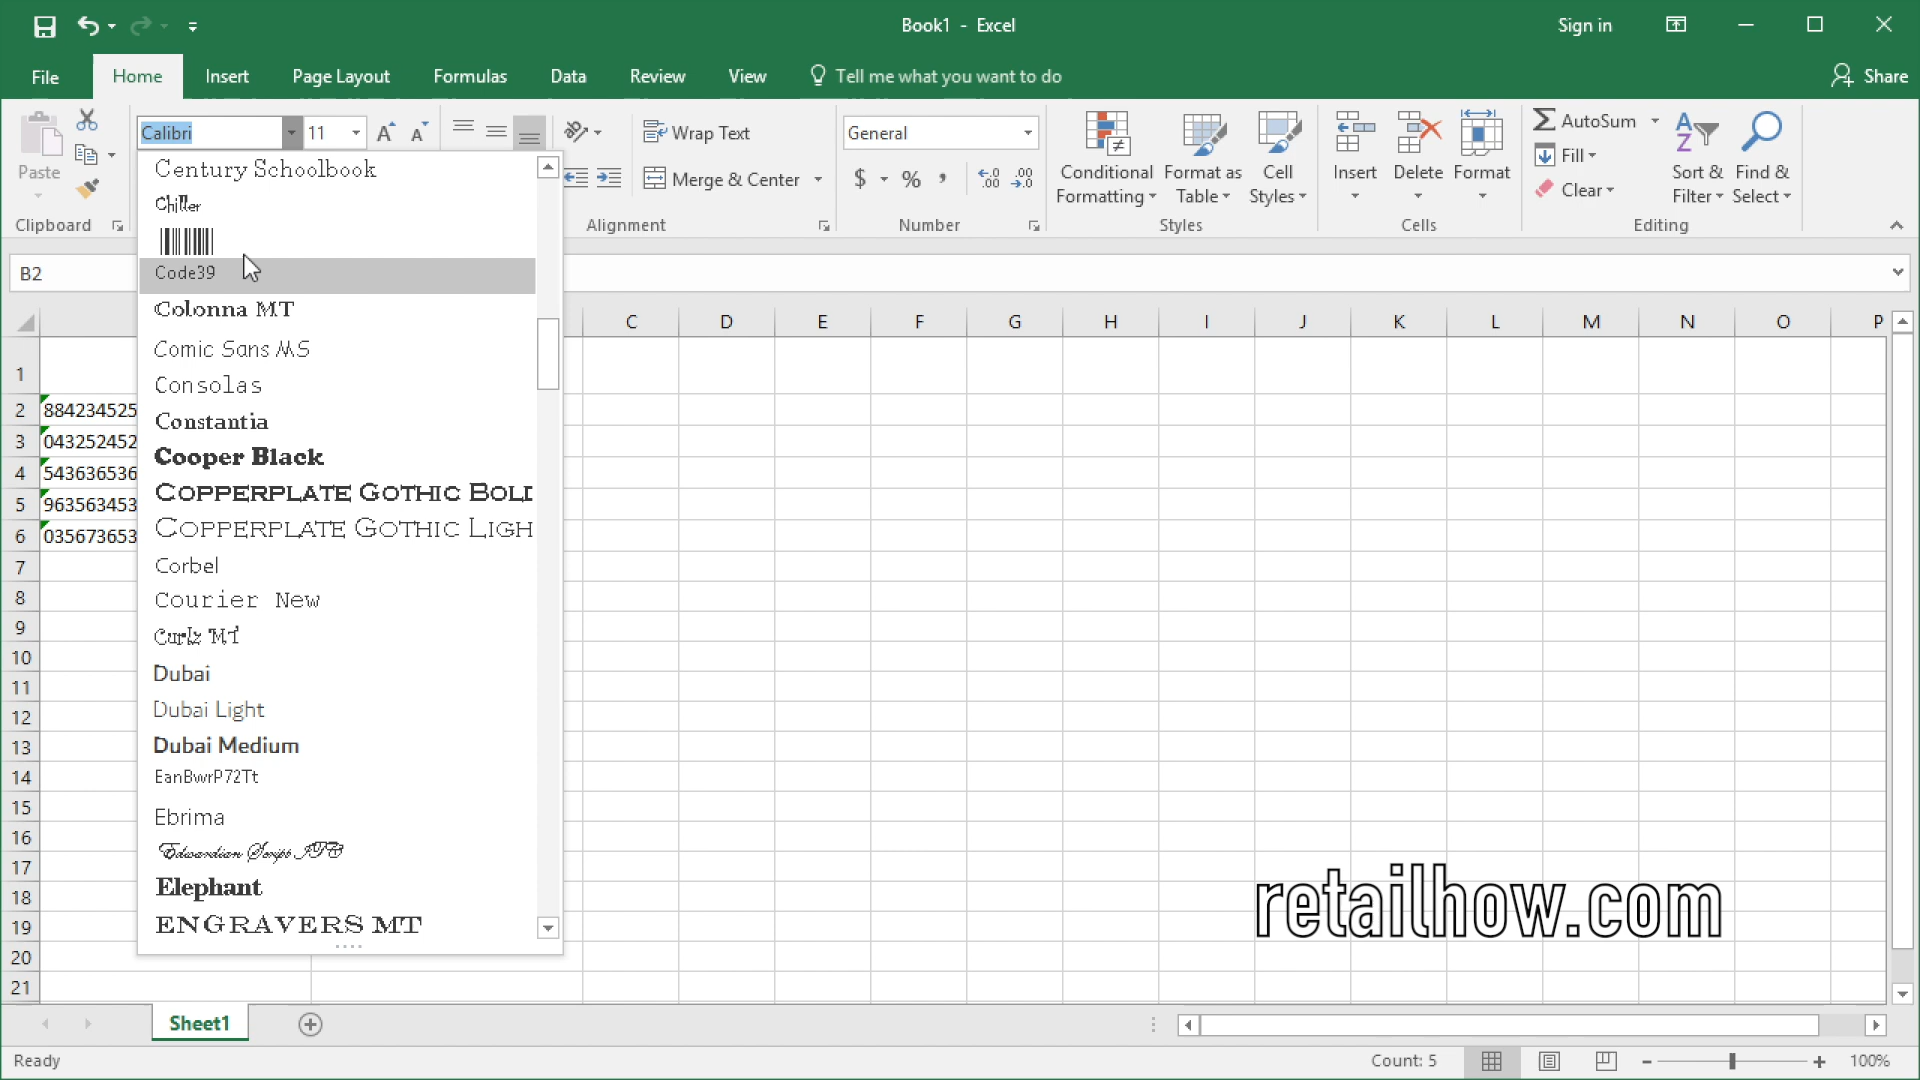 Book1 - Excel
Sign in
File Home Insert Page Layout Formulas Data Review View Tell me what you want to do Share
Paste
Clipboard
Calibri 11
Wrap Text
Merge & Center
Alignment
General
$ % ,
Number
Conditional Formatting
Format as Table
Cell Styles
Styles
Insert Delete Format
Cells
AutoSum
Fill
Clear
Sort & Filter
Find & Select
Editing
B2
Century Schoolbook
Chiller
Code39
Colonna MT
Comic Sans MS
Consolas
Constantia
Cooper Black
Copperplate Gothic Bold
Copperplate Gothic Ligh
Corbel
Courier New
Curlz MT
Dubai
Dubai Light
Dubai Medium
EanBwrP72Tt
Ebrima
Edwardian Script ITC
Elephant
ENGRAVERS MT
C D E F G H I J K L M N O P
1
2 884234525
3 043252452
4 543636536
5 963563453
6 035673653
7
8
9
10
11
12
13
14
15
16
17
18
19
20
21
retailhow.com
Sheet1
Ready
Count: 5
100%